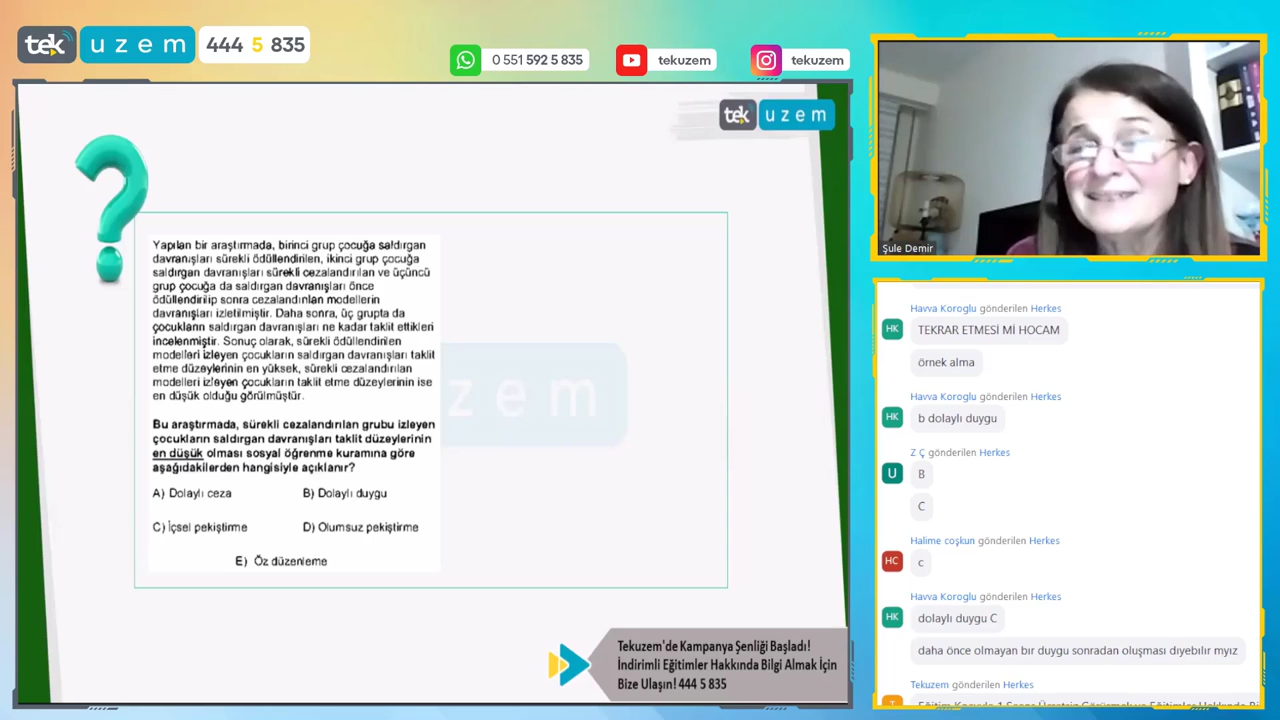 tek uzem 444 5 835
0 551 592 5 835
tekuzem
tekuzem
tek uzem
Yapılan bir araştırmada, birinci grup çocuğa saldırgan
davranışları sürekli ödüllendirilen, ikinci grup çocuğa
saldırgan davranışları sürekli cezalandırılan ve üçüncü
grup çocuğa da saldırgan davranışları önce
ödüllendirilip sonra cezalandırılan modellerin
davranışları izletilmiştir. Daha sonra, üç grupta da
çocukların saldırgan davranışları ne kadar taklit ettikleri
incelenmiştir. Sonuç olarak, sürekli ödüllendirilen
modelleri izleyen çocukların saldırgan davranışları taklit
etme düzeylerinin en yüksek, sürekli cezalandırılan
modelleri izleyen çocukların taklit etme düzeylerinin ise
en düşük olduğu görülmüştür.
Bu araştırmada, sürekli cezalandırılan grubu izleyen
çocukların saldırgan davranışları taklit düzeylerinin
en düşük olması sosyal öğrenme kuramına göre
aşağıdakilerden hangisiyle açıklanır?
A) Dolaylı ceza B) Dolaylı duygu
C) İçsel pekiştirme D) Olumsuz pekiştirme
E) Öz düzenleme
zem
Tekuzem'de Kampanya Şenliği Başladı!
İndirimli Eğitimler Hakkında Bilgi Almak İçin
Bize Ulaşın! 444 5 835
Şule Demir
Havva Koroglu gönderilen Herkes
HK TEKRAR ETMESİ Mİ HOCAM
örnek alma
Havva Koroglu gönderilen Herkes
HK b dolaylı duygu
Z Ç gönderilen Herkes
U B
C
Halime coşkun gönderilen Herkes
HC c
Havva Koroglu gönderilen Herkes
HK dolaylı duygu C
daha önce olmayan bır duygu sonradan oluşması dıyebılır myız
Tekuzem gönderilen Herkes